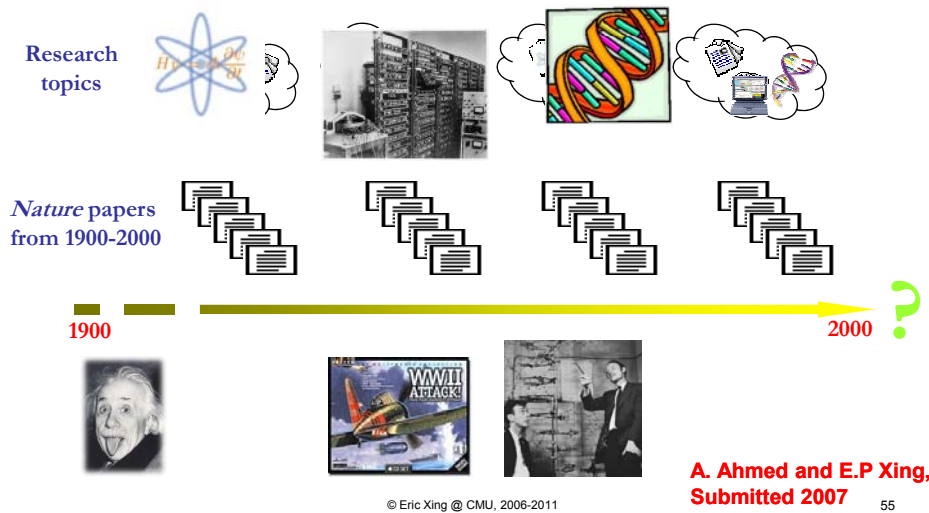 Research
topics
Nature papers
from 1900-2000
1900
2000
?
WWII
ATTACK!
A. Ahmed and E.P Xing,
Submitted 2007
© Eric Xing @ CMU, 2006-2011
55